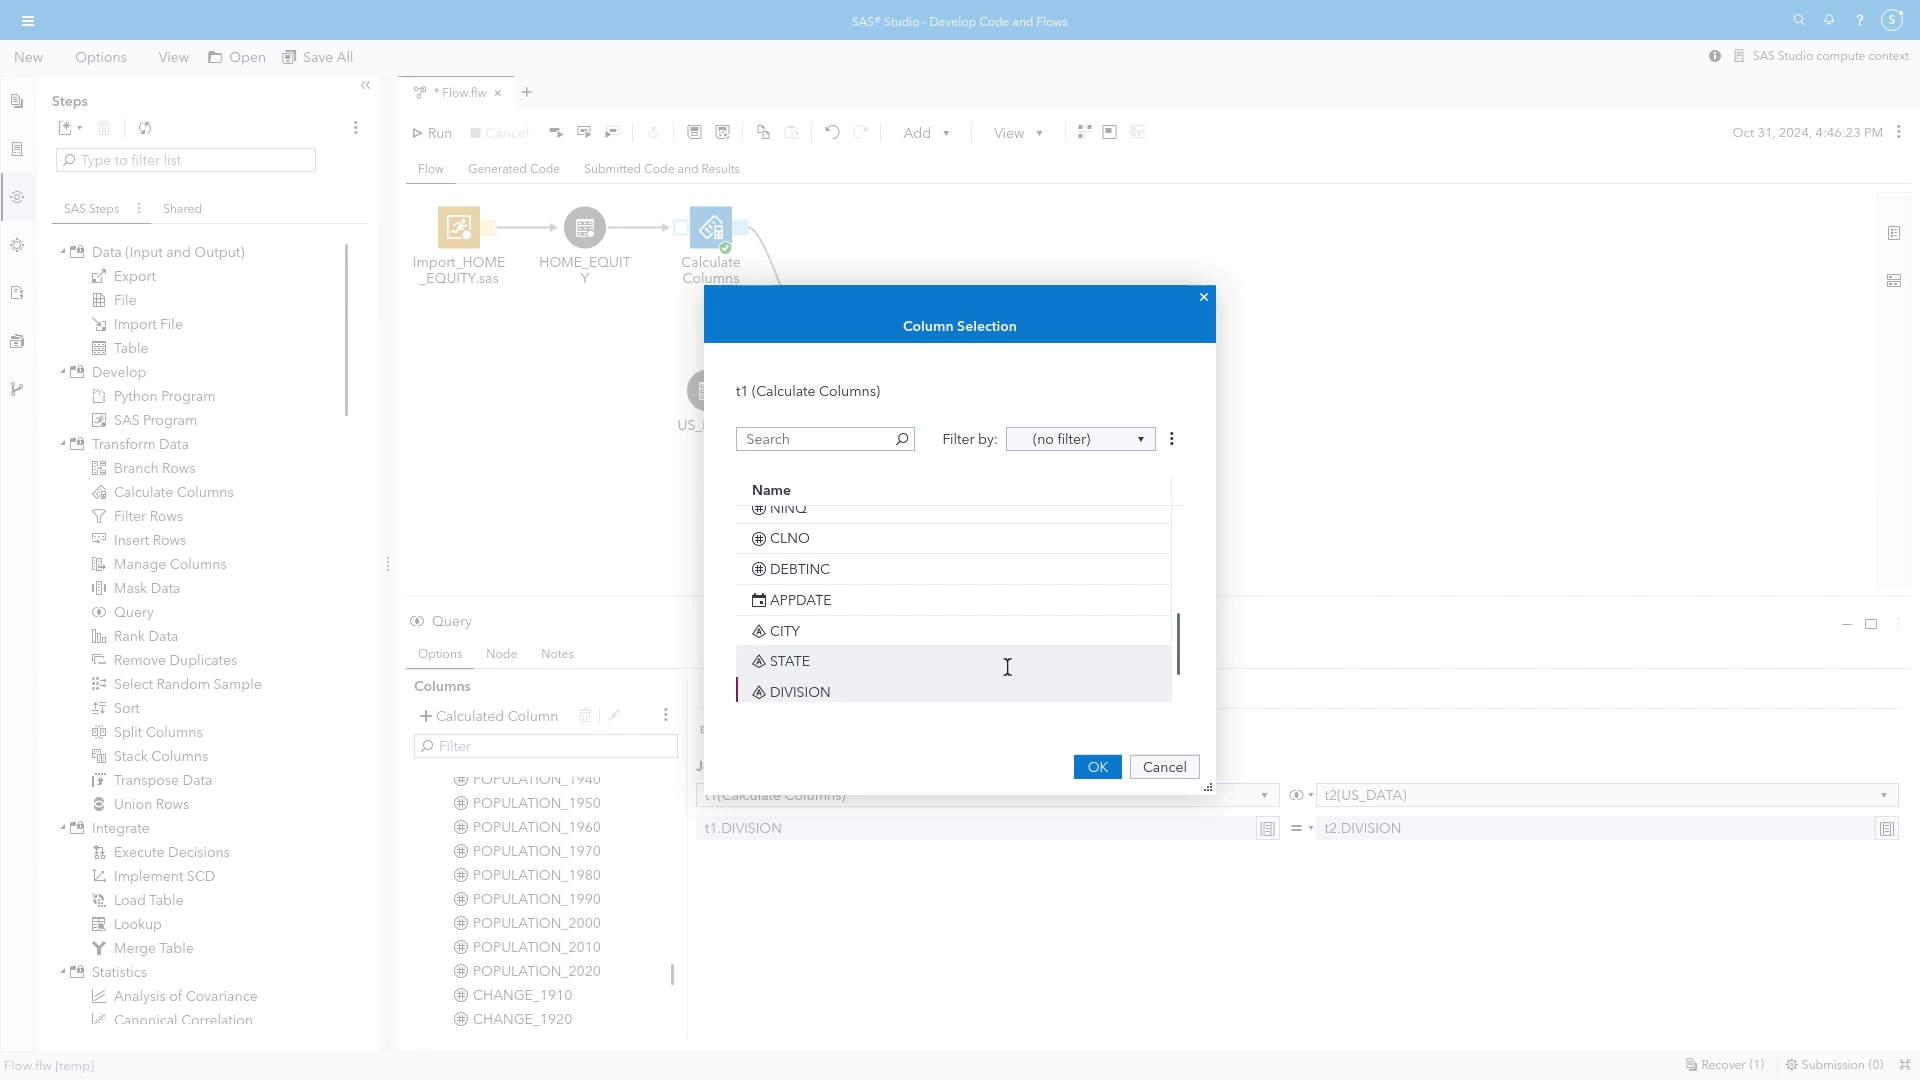 SAS® Studio - Develop Code and Flows
S
New
Options
View
Open
Save All
SAS Studio compute context
Steps
Type to filter list
SAS Steps
Shared
Data (Input and Output)
Export
File
Import File
Table
Develop
Python Program
SAS Program
Transform Data
Branch Rows
Calculate Columns
Filter Rows
Insert Rows
Manage Columns
Mask Data
Query
Rank Data
Remove Duplicates
Select Random Sample
Sort
Split Columns
Stack Columns
Transpose Data
Union Rows
Integrate
Execute Decisions
Implement SCD
Load Table
Lookup
Merge Table
Statistics
Analysis of Covariance
Canonical Correlation
* Flow.flw
Run
Cancel
Add
View
Oct 31, 2024, 4:46:23 PM
Flow
Generated Code
Submitted Code and Results
Import_HOME
_EQUITY.sas
HOME_EQUIT
Y
Calculate
Columns
Column Selection
t1 (Calculate Columns)
Search
Filter by:
(no filter)
Name
NINQ
CLNO
DEBTINC
APPDATE
CITY
STATE
DIVISION
OK
Cancel
Query
Options
Node
Notes
Columns
Calculated Column
Filter
POPULATION_1940
POPULATION_1950
POPULATION_1960
POPULATION_1970
POPULATION_1980
POPULATION_1990
POPULATION_2000
POPULATION_2010
POPULATION_2020
CHANGE_1910
CHANGE_1920
t1(Calculate Columns)
t2(US_DATA)
t1.DIVISION
=
t2.DIVISION
Flow.flw [temp]
Recover (1)
Submission (0)